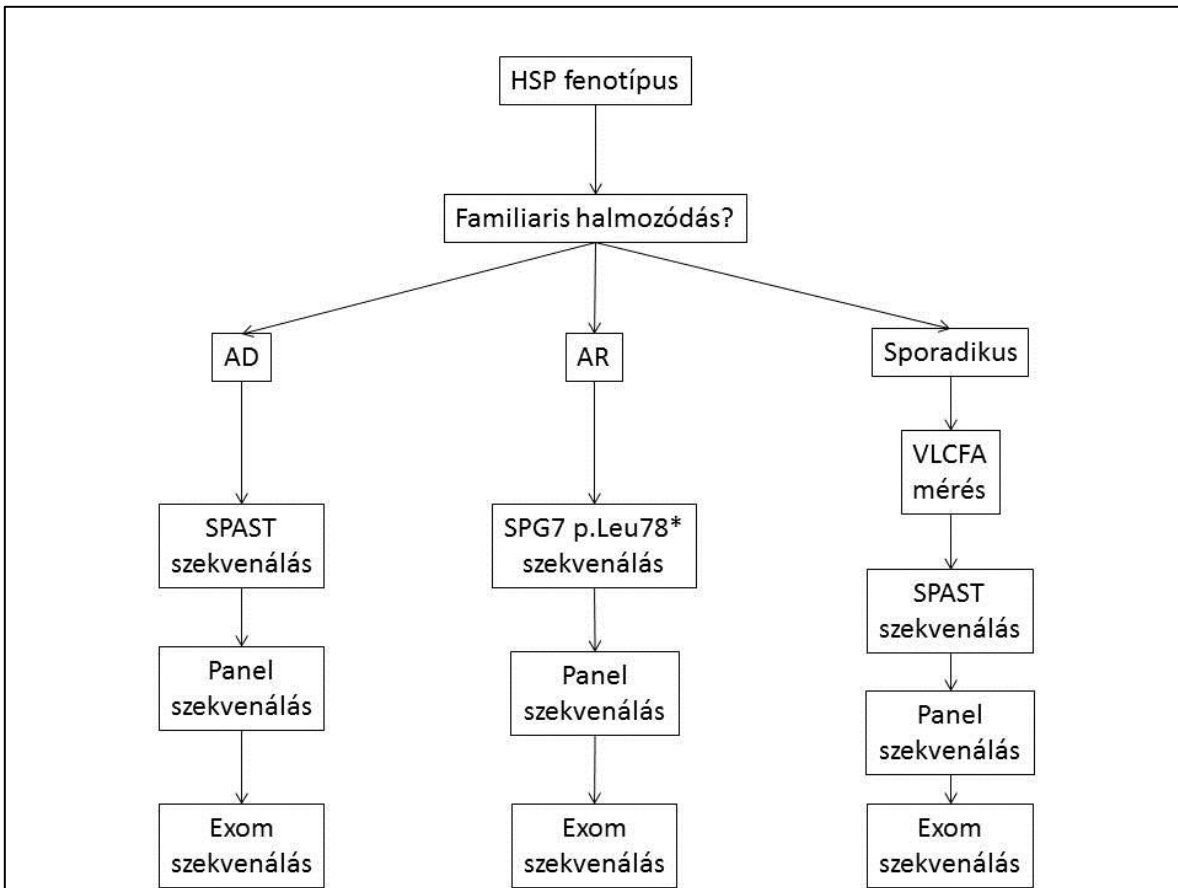 HSP fenotípus
Familiaris halmozódás?
AD
SPAST
szekvenálás
Panel
szekvenálás
Exom
szekvenálás
AR
SPG7 p.Leu78*
szekvenálás
Panel
szekvenálás
Exom
szekvenálás
Sporadikus
VLCFA
mérés
SPAST
szekvenálás
Panel
szekvenálás
Exom
szekvenálás